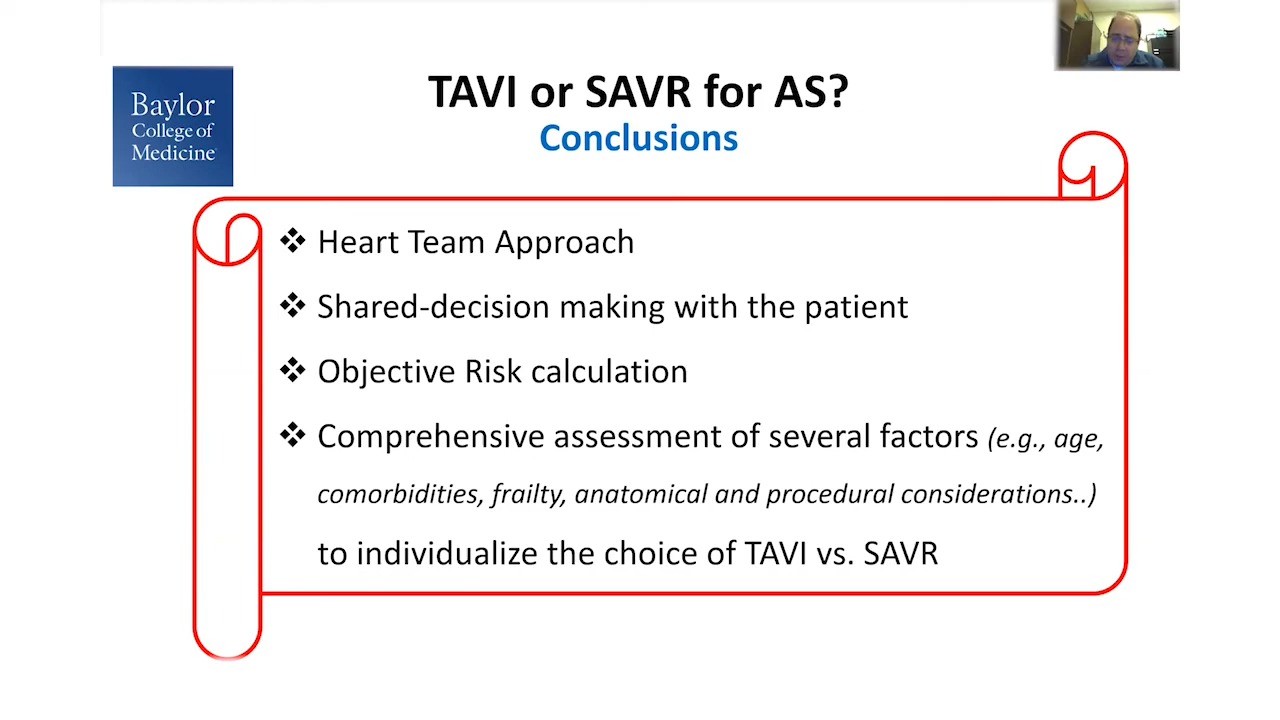 Baylor
College of
Medicine
TAVI or SAVR for AS?
Conclusions
❖ Heart Team Approach
❖ Shared-decision making with the patient
❖ Objective Risk calculation
❖ Comprehensive assessment of several factors (e.g., age,
comorbidities, frailty, anatomical and procedural considerations..)
to individualize the choice of TAVI vs. SAVR